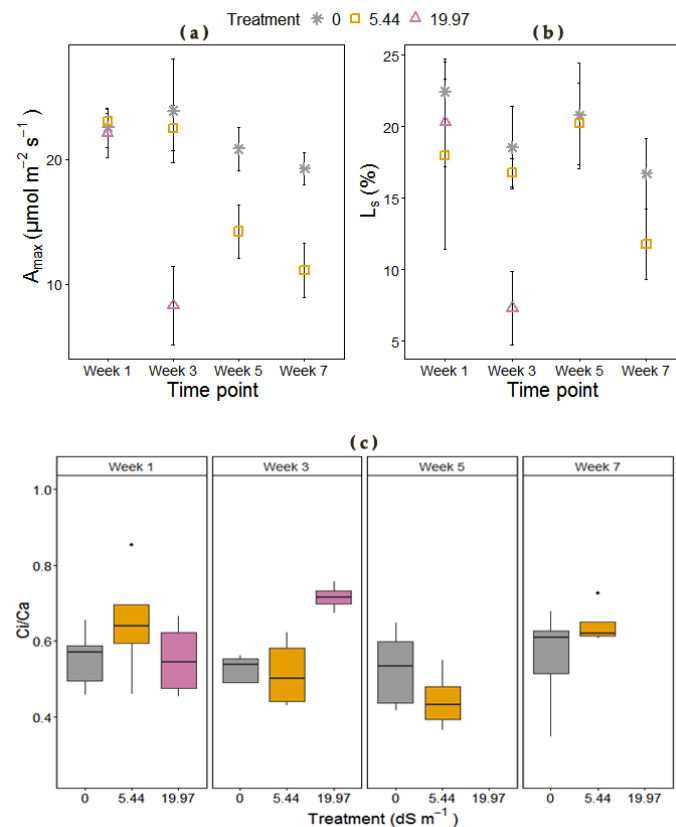 Treatment 0 5.44 19.97
(a)
(b)
A_max (μmol m⁻² s⁻¹)
20
10
Week 1 Week 3 Week 5 Week 7
Time point
L_s (%)
25
20
15
10
5
Week 1 Week 3 Week 5 Week 7
Time point
(c)
Week 1 Week 3 Week 5 Week 7
Ci/Ca
1.0
0.8
0.6
0.4
0 5.44 19.97 0 5.44 19.97 0 5.44 19.97 0 5.44 19.97
Treatment (dS m⁻¹)